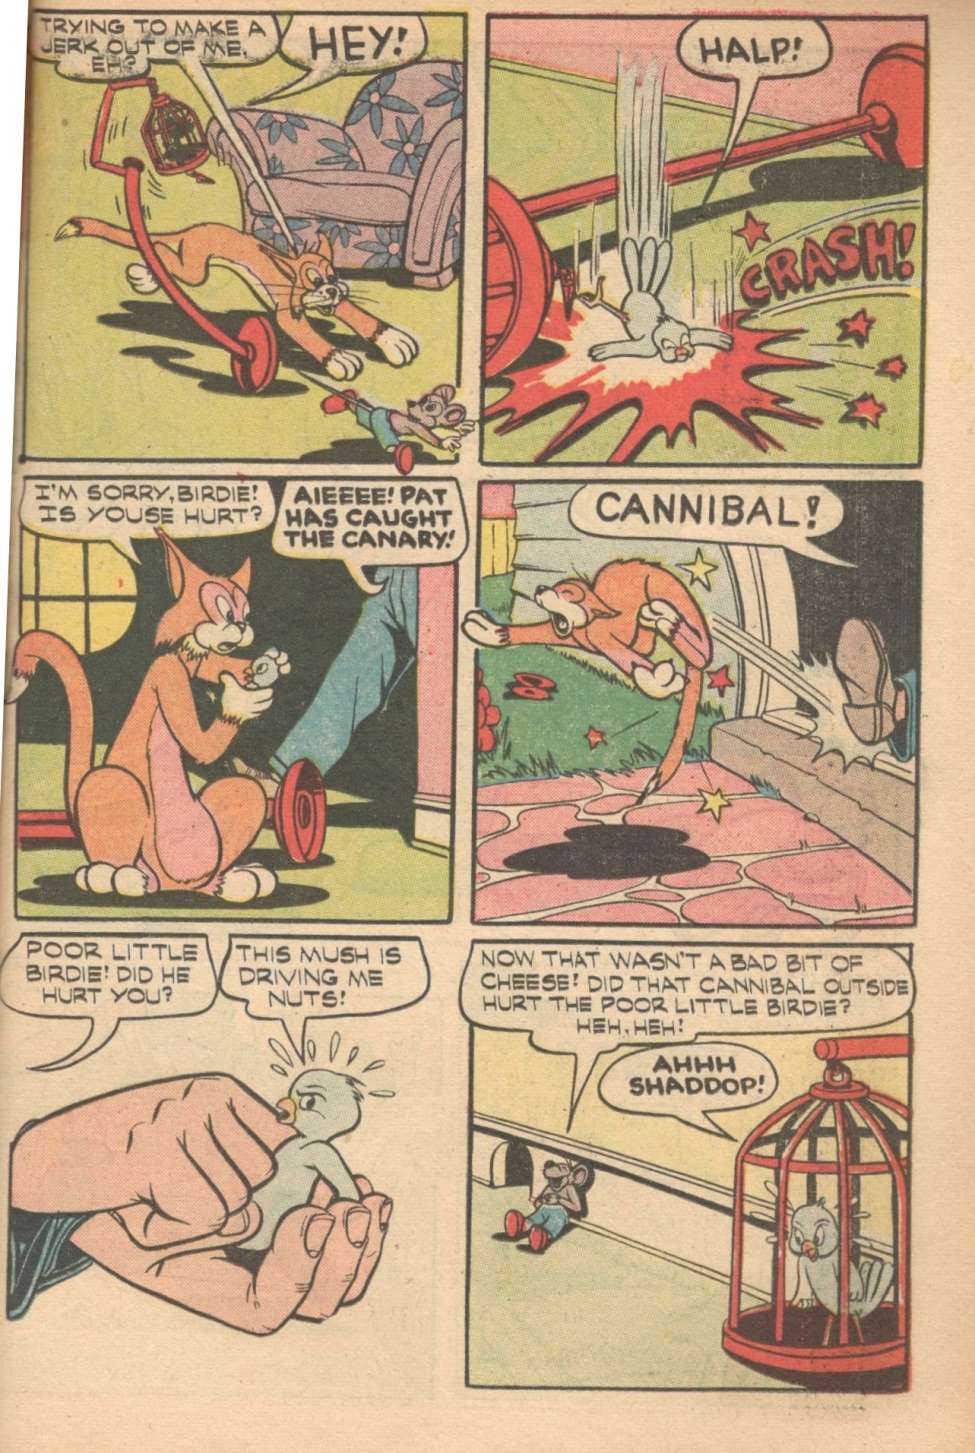 TRYING TO MAKE A
JERK OUT OF ME,
EH?
HEY!
HALP!
CRASH!
I'M SORRY, BIRDIE!
IS YOUSE HURT?
AIEEEE! PAT
HAS CAUGHT
THE CANARY!
CANNIBAL!
POOR LITTLE
BIRDIE! DID HE
HURT YOU?
THIS MUSH IS
DRIVING ME
NUTS!
NOW THAT WASN'T A BAD BIT OF
CHEESE! DID THAT CANNIBAL OUTSIDE
HURT THE POOR LITTLE BIRDIE?
HEH, HEH!
AHHH
SHADDOP!